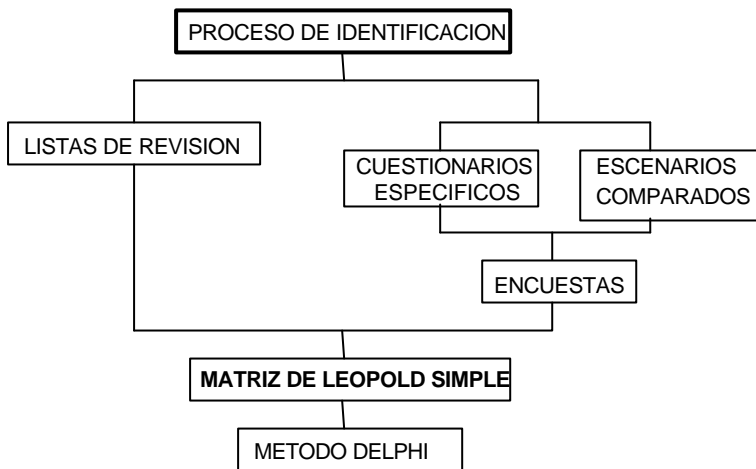 PROCESO DE IDENTIFICACION
LISTAS DE REVISION
CUESTIONARIOS
ESPECIFICOS
ESCENARIOS
COMPARADOS
ENCUESTAS
MATRIZ DE LEOPOLD SIMPLE
METODO DELPHI